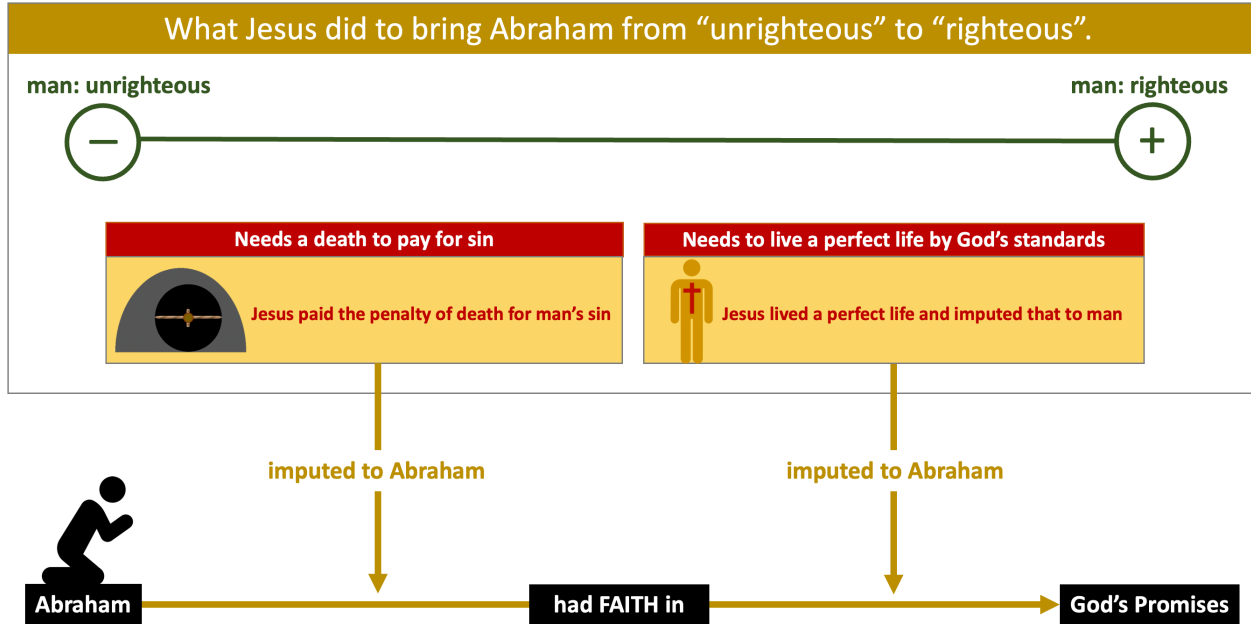 What Jesus did to bring Abraham from “unrighteous” to “righteous”.
man: unrighteous
man: righteous
Needs a death to pay for sin
Needs to live a perfect life by God’s standards
Jesus paid the penalty of death for man’s sin
Jesus lived a perfect life and imputed that to man
imputed to Abraham
imputed to Abraham
Abraham
had FAITH in
God’s Promises